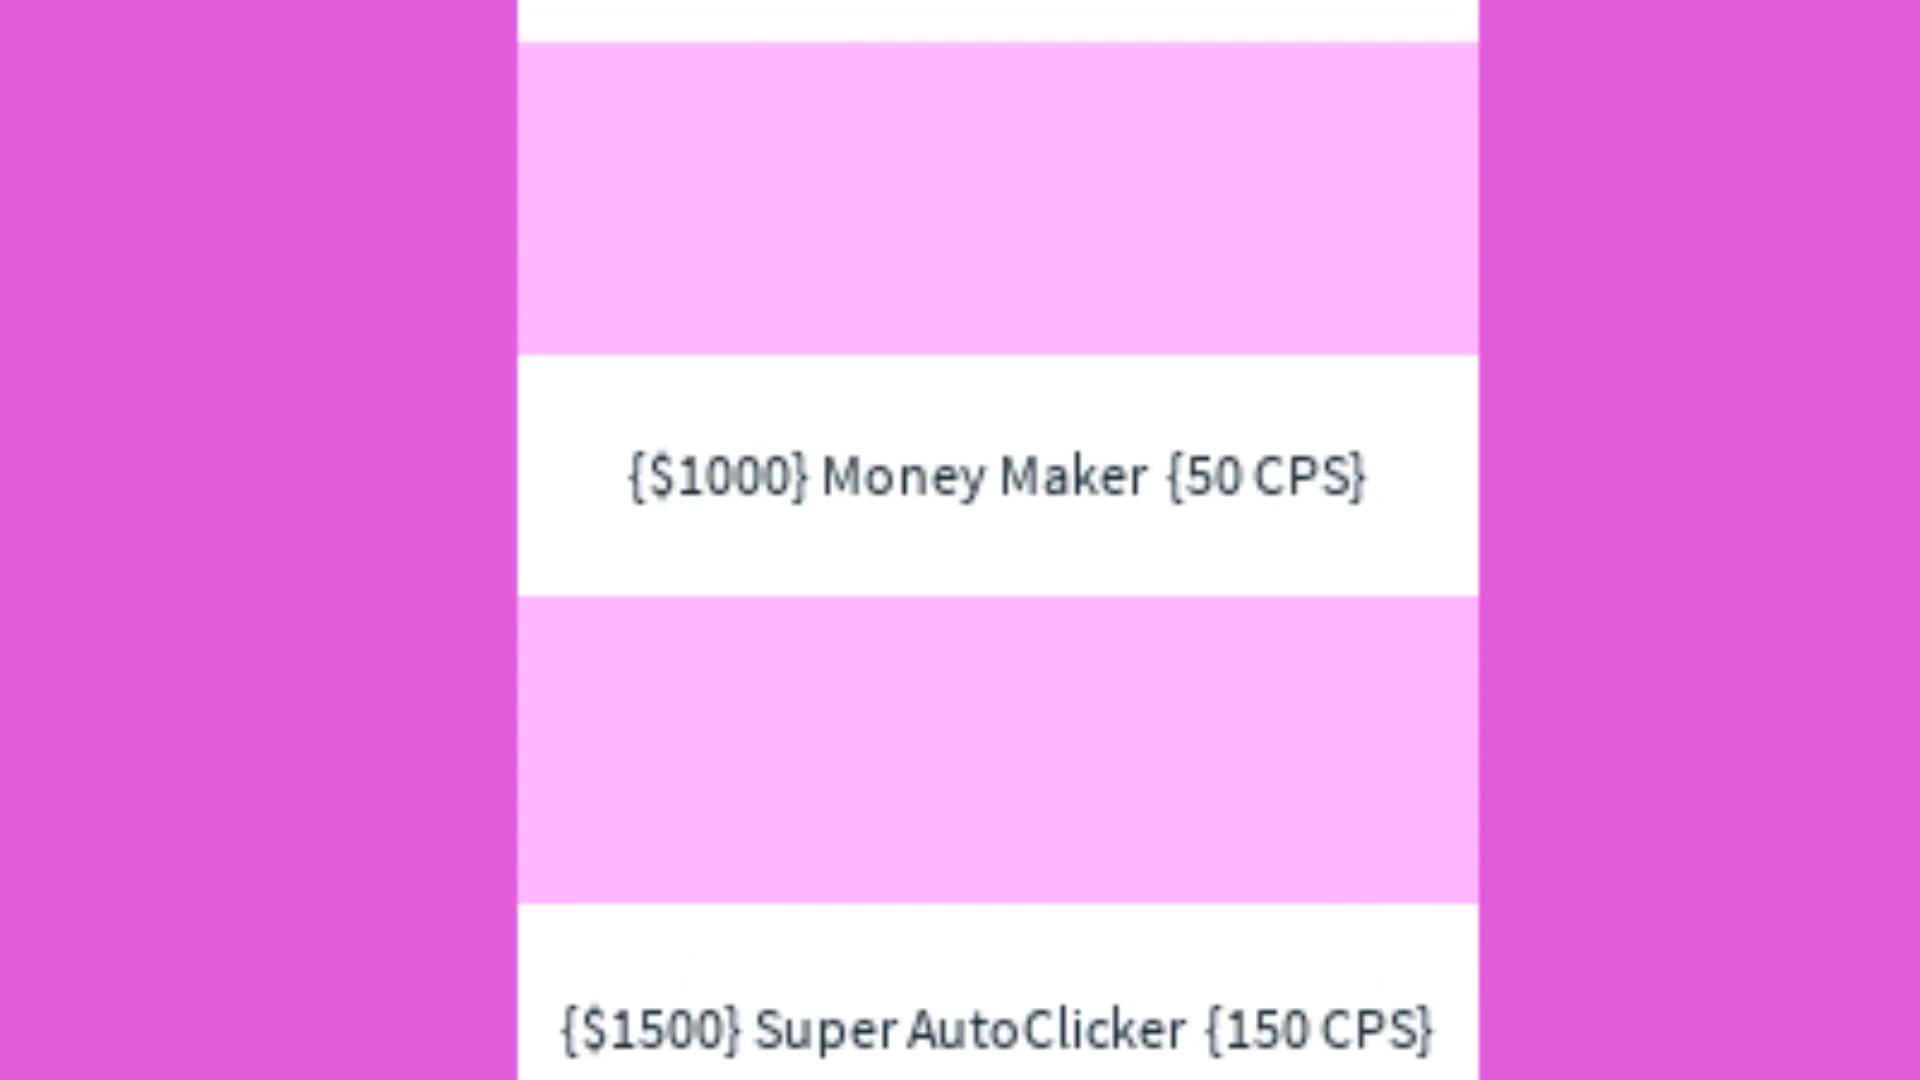 {$1000} Money Maker {50 CPS}
{$1500} Super AutoClicker {150 CPS}